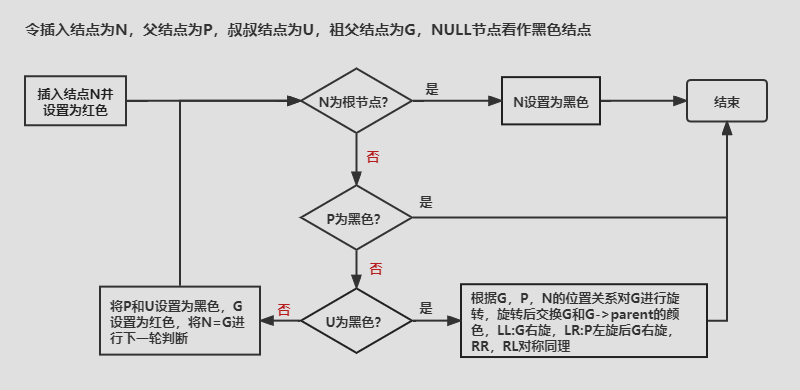 令插入结点为N，父结点为P，叔叔结点为U，祖父结点为G，NULL节点看作黑色结点
插入结点N并
设置为红色
N为根节点?
是
N设置为黑色
结束
否
P为黑色?
是
否
将P和U设置为黑色，G
设置为红色，将N=G进
行下一轮判断
否
U为黑色?
是
根据G，P，N的位置关系对G进行旋
转，旋转后交换G和G->parent的颜
色，LL:G右旋，LR:P左旋后G右旋，
RR，RL对称同理